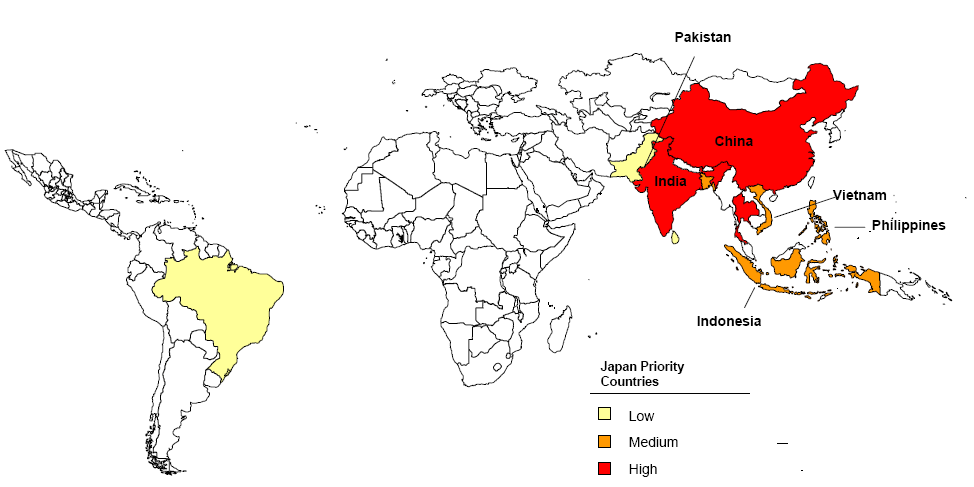 Pakistan
China
India
Vietnam
Philippines
Indonesia
Japan Priority
Countries
Low
Medium
High